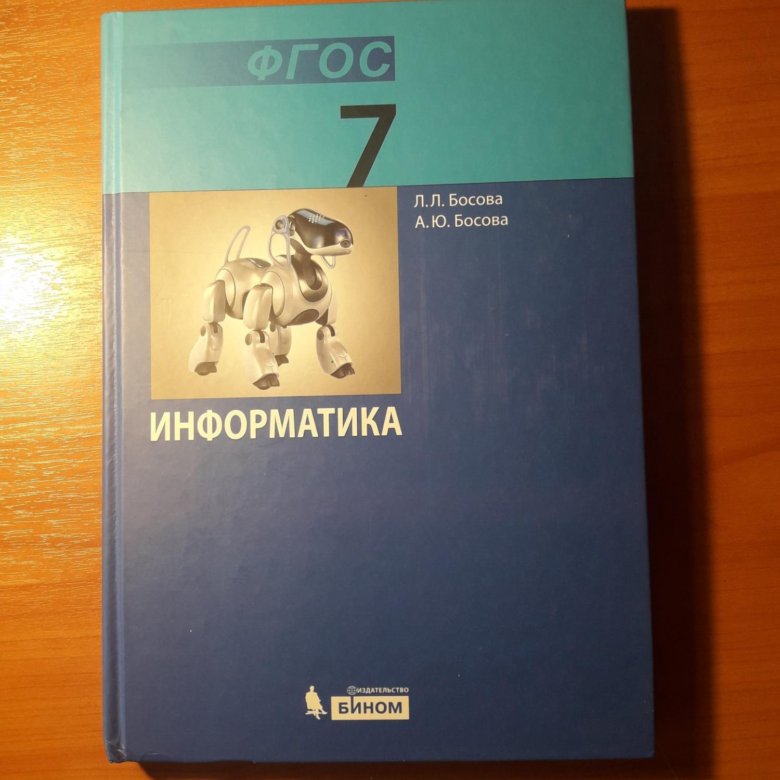 ФГОС
7
Л.Л. Босова
А.Ю. Босова
ИНФОРМАТИКА
ИЗДАТЕЛЬСТВО
БИНОМ